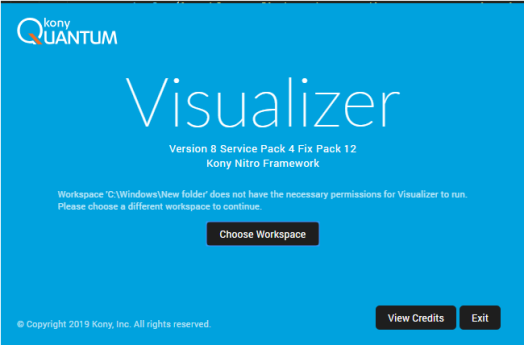 kony
QUANTUM
Visualizer
Version 8 Service Pack 4 Fix Pack 12
Kony Nitro Framework
Workspace 'C:\Windows\New folder' does not have the necessary permissions for Visualizer to run.
Please choose a different workspace to continue.
Choose Workspace
View Credits
Exit
© Copyright 2019 Kony, Inc. All rights reserved.